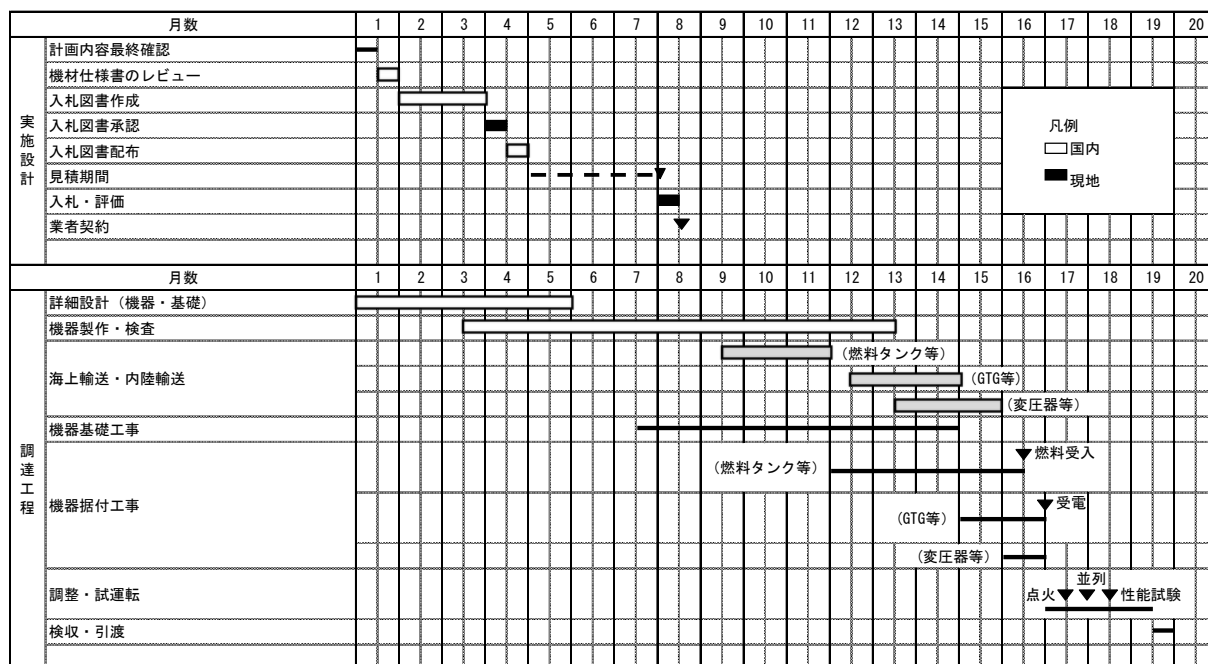 月数 1 2 3 4 5 6 7 8 9 10 11 12 13 14 15 16 17 18 19 20
実施設計
計画内容最終確認
機材仕様書のレビュー
入札図書作成
入札図書承認
入札図書配布
見積期間
入札・評価
業者契約
凡例
国内
現地
月数 1 2 3 4 5 6 7 8 9 10 11 12 13 14 15 16 17 18 19 20
調達工程
詳細設計（機器・基礎）
機器製作・検査
海上輸送・内陸輸送
(燃料タンク等)
(GTG等)
(変圧器等)
機器基礎工事
機器据付工事
(燃料タンク等) 燃料受入
(GTG等) 受電
(変圧器等)
調整・試運転
点火 並列 性能試験
検収・引渡